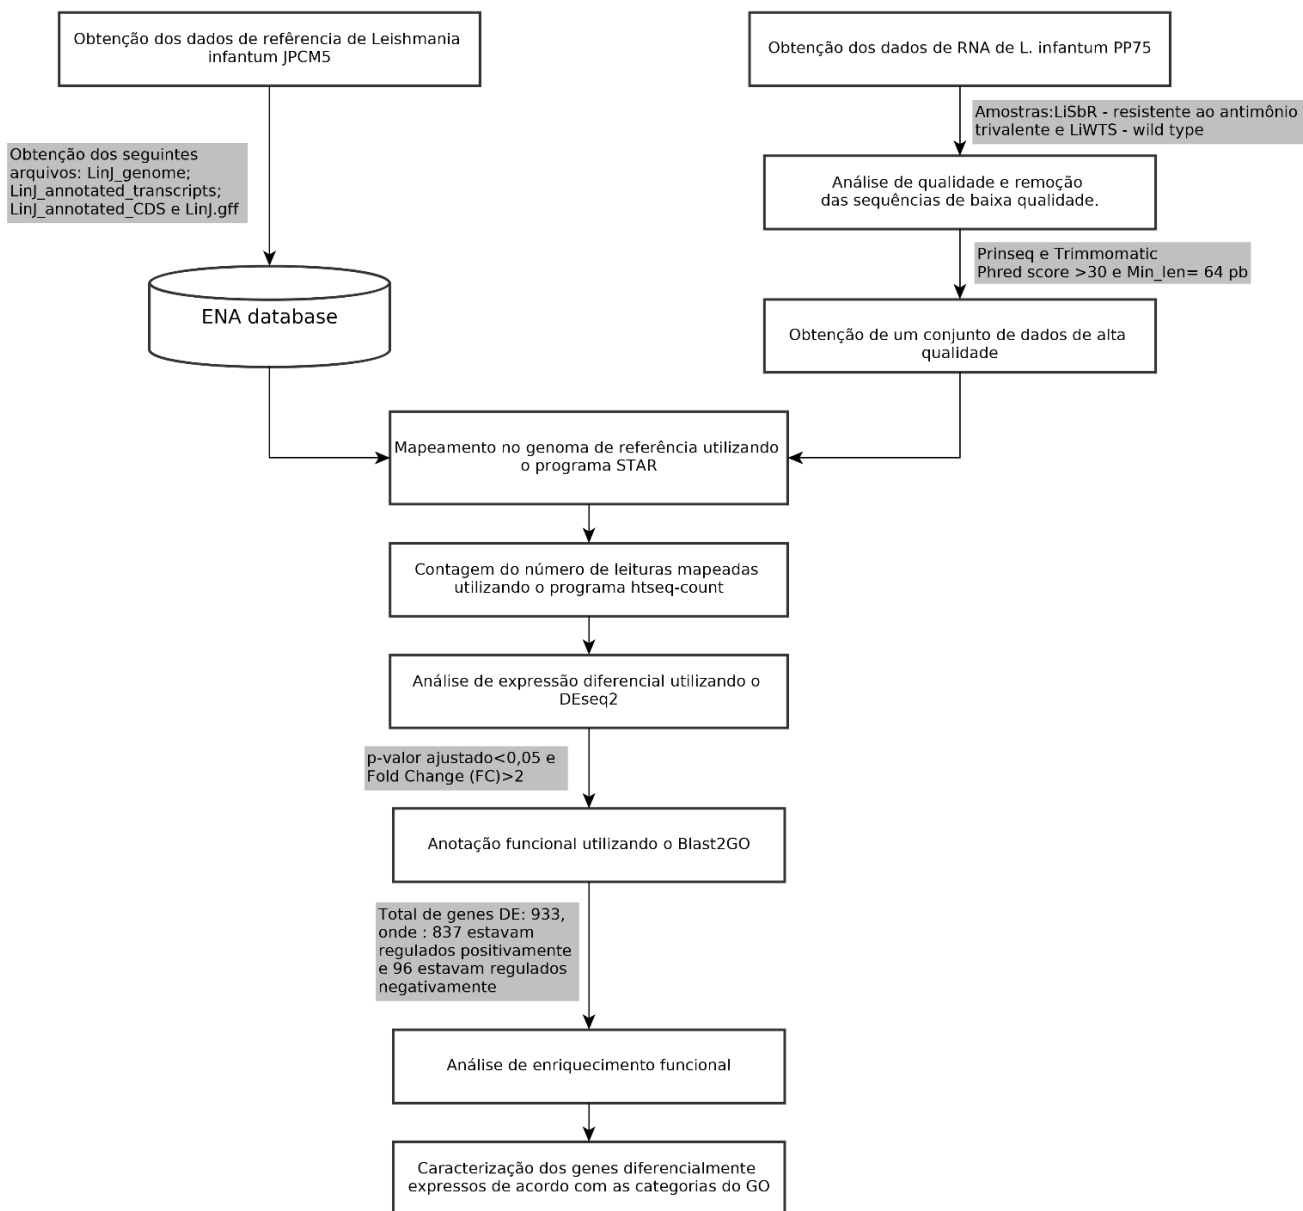 Obtenção dos dados de refêrencia de Leishmania
infantum JPCM5
Obtenção dos dados de RNA de L. infantum PP75
Amostras:LiSbR - resistente ao antimônio
trivalente e LiWTS - wild type
Obtenção dos seguintes
arquivos: LinJ_genome;
LinJ_annotated_transcripts;
LinJ_annotated_CDS e LinJ.gff
Análise de qualidade e remoção
das sequências de baixa qualidade.
Prinseq e Trimmomatic
Phred score >30 e Min_len= 64 pb
ENA database
Obtenção de um conjunto de dados de alta
qualidade
Mapeamento no genoma de referência utilizando
o programa STAR
Contagem do número de leituras mapeadas
utilizando o programa htseq-count
Análise de expressão diferencial utilizando o
DEseq2
p-valor ajustado<0,05 e
Fold Change (FC)>2
Anotação funcional utilizando o Blast2GO
Total de genes DE: 933,
onde : 837 estavam
regulados positivamente
e 96 estavam regulados
negativamente
Análise de enriquecimento funcional
Caracterização dos genes diferencialmente
expressos de acordo com as categorias do GO